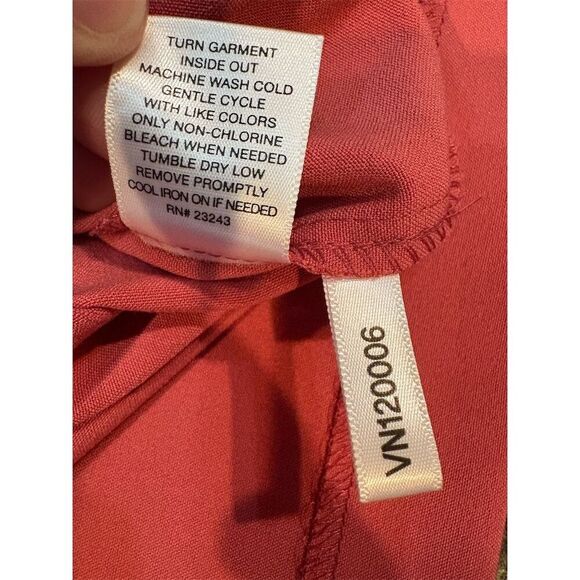 TURN GARMENT
INSIDE OUT
MACHINE WASH COLD
GENTLE CYCLE
WITH LIKE COLORS
ONLY NON-CHLORINE
BLEACH WHEN NEEDED
TUMBLE DRY LOW
REMOVE PROMPTLY
COOL IRON ON IF NEEDED
RN# 23243
VN120006